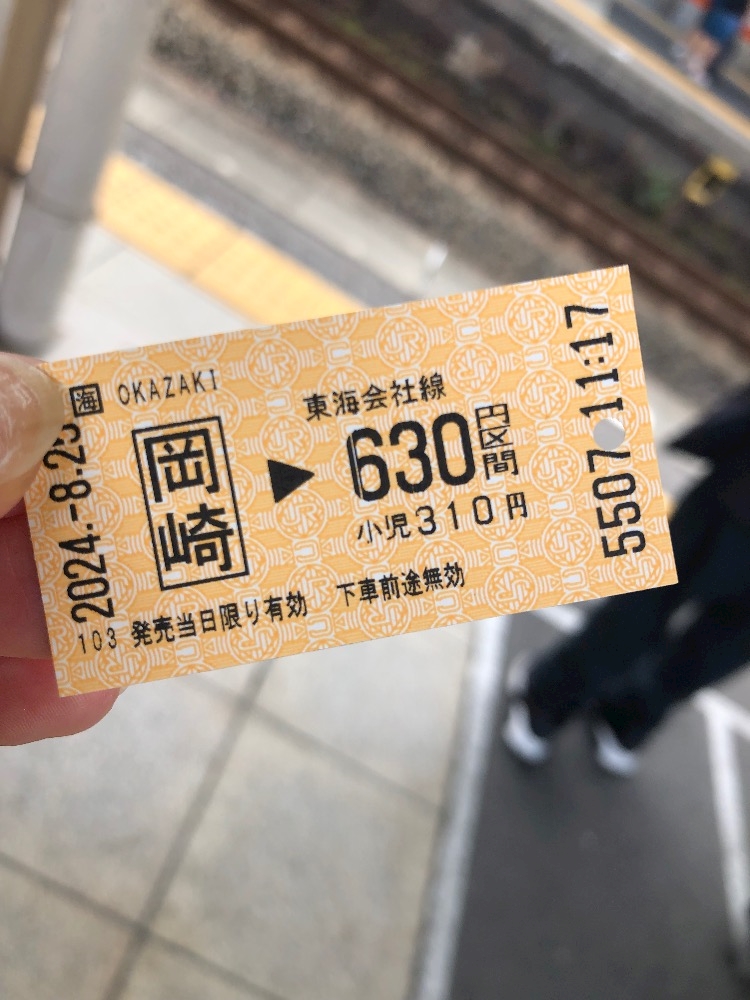 海 OKAZAKI
岡崎
▶
東海会社線
630円区間
小児310円
2024.-8.25
103 発売当日限り有効 下車前途無効
5507 11:17